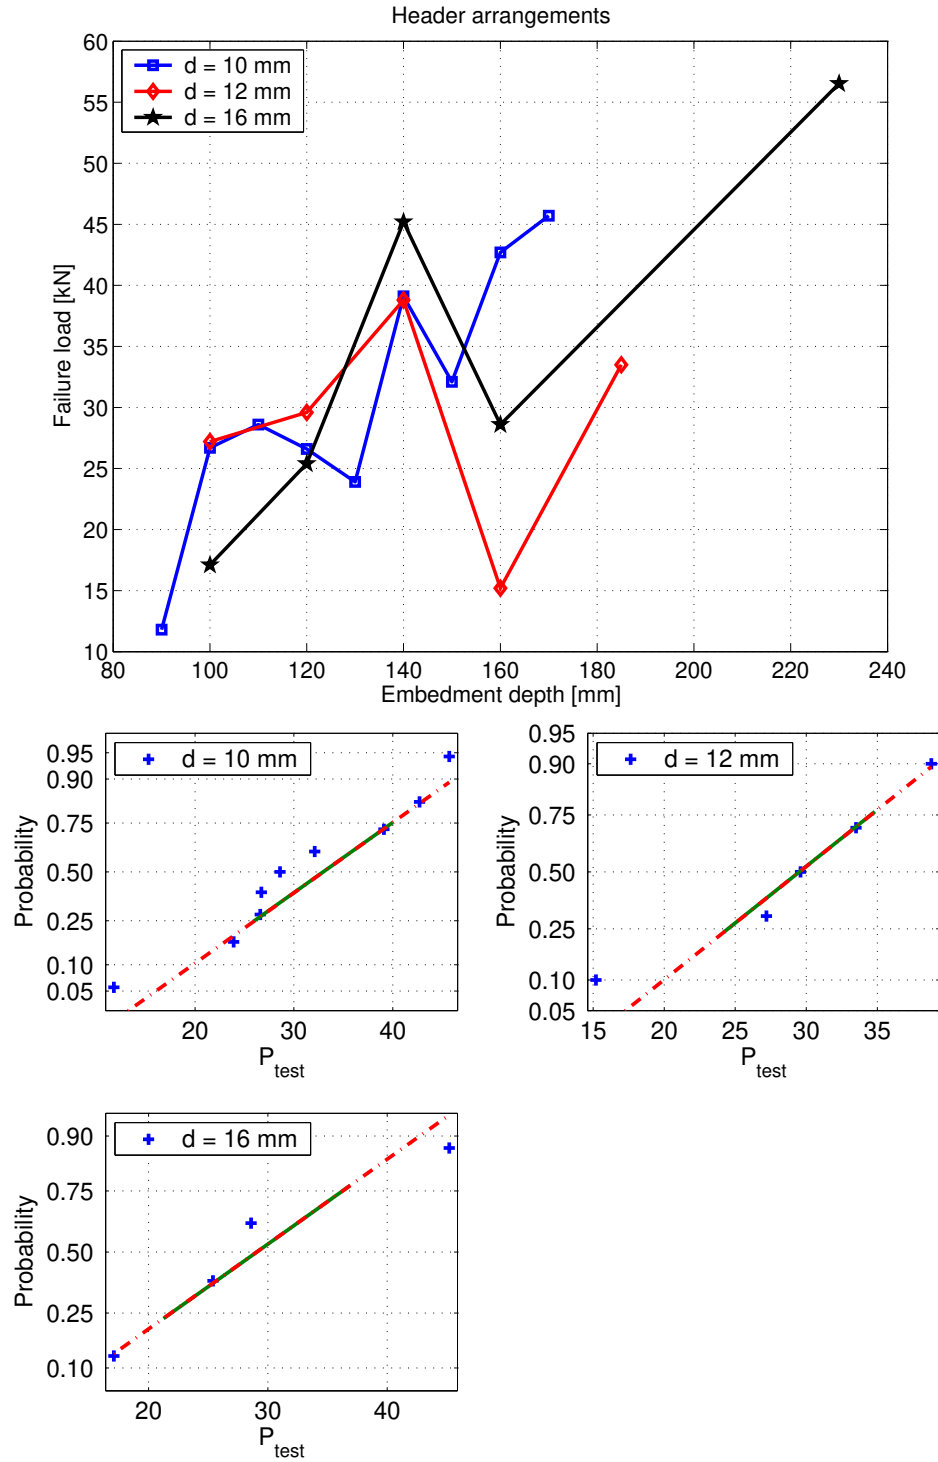 Header arrangements
60
55
50
45
40
35
30
25
20
15
10
Failure load [kN]
d = 10 mm
d = 12 mm
d = 16 mm
80 100 120 140 160 180 200 220 240
Embedment depth [mm]
0.95
0.90
0.75
0.50
0.25
0.10
0.05
Probability
d = 10 mm
20 30 40
P_test
0.95
0.90
0.75
0.50
0.25
0.10
0.05
Probability
d = 12 mm
15 20 25 30 35
P_test
0.90
0.75
0.50
0.25
0.10
Probability
d = 16 mm
20 30 40
P_test